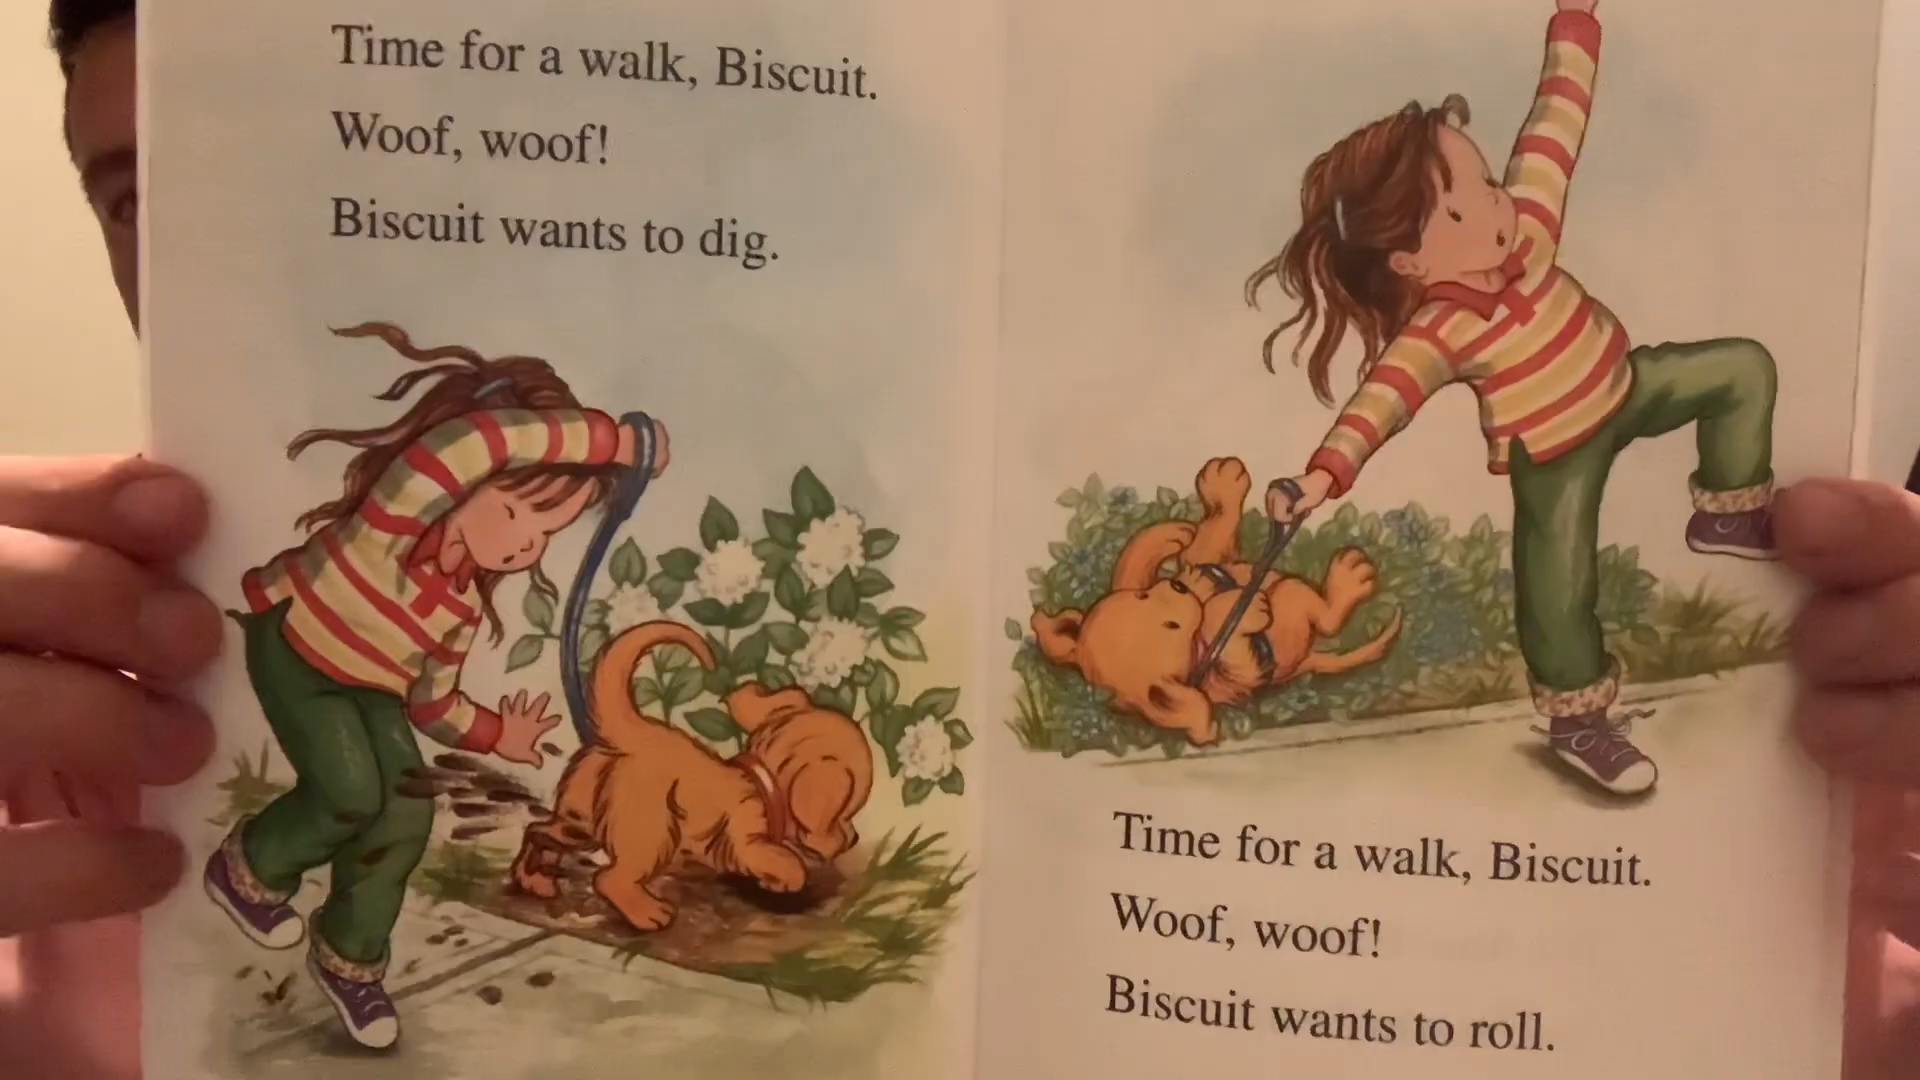 Time for a walk, Biscuit.
Woof, woof!
Biscuit wants to dig.
Time for a walk, Biscuit.
Woof, woof!
Biscuit wants to roll.